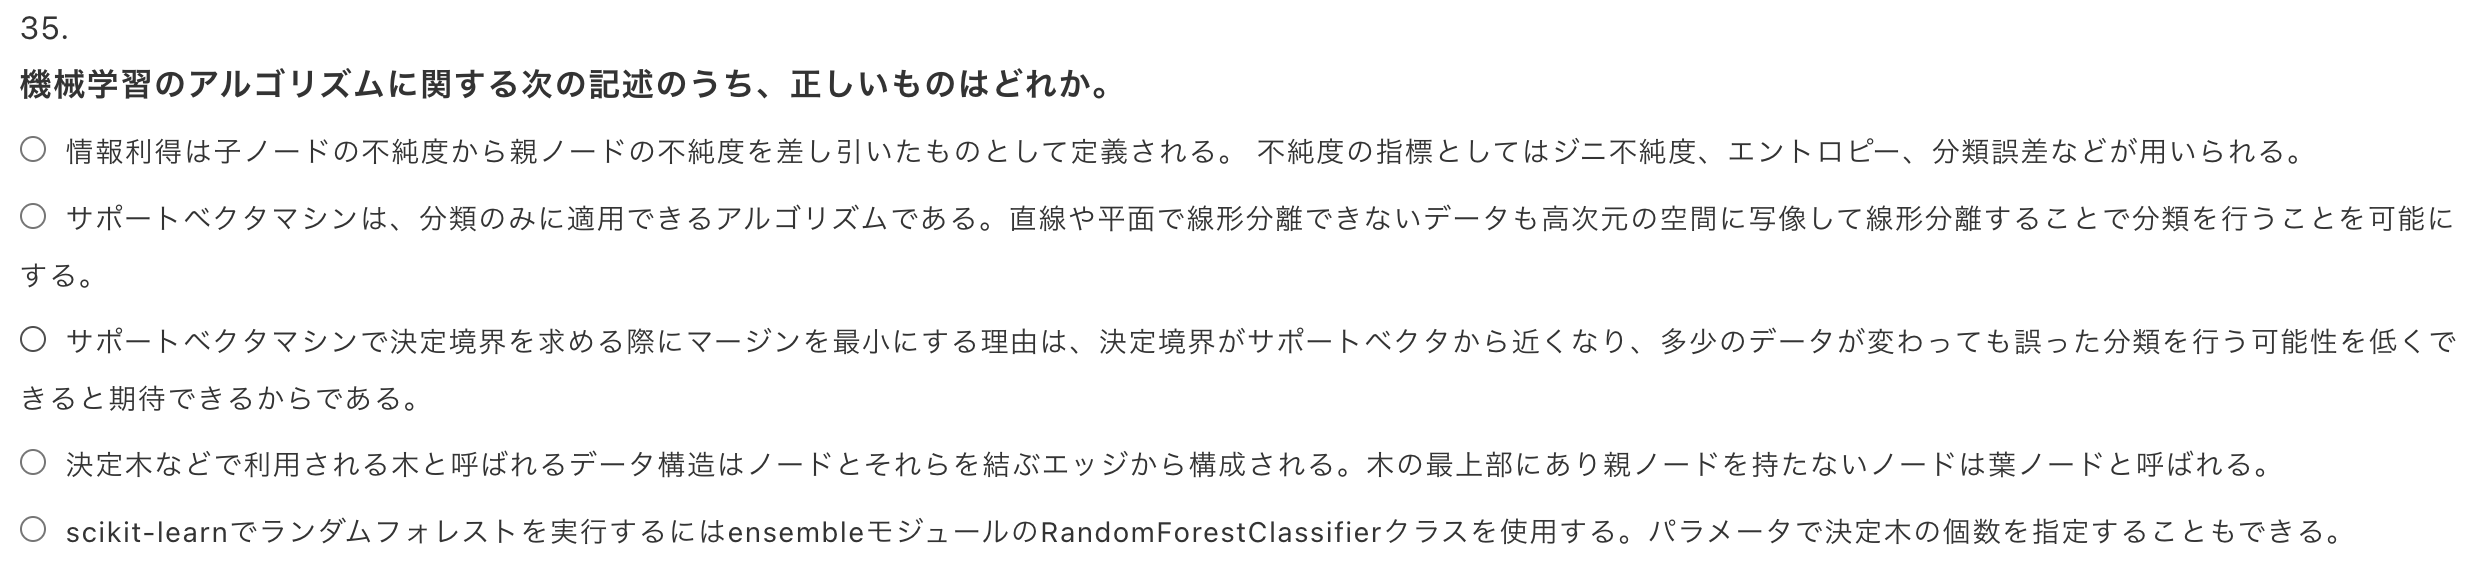 35.
機械学習のアルゴリズムに関する次の記述のうち、正しいものはどれか。
情報利得は子ノードの不純度から親ノードの不純度を差し引いたものとして定義される。 不純度の指標としてはジニ不純度、エントロピー、分類誤差などが用いられる。
サポートベクタマシンは、分類のみに適用できるアルゴリズムである。直線や平面で線形分離できないデータも高次元の空間に写像して線形分離することで分類を行うことを可能に
する。
サポートベクタマシンで決定境界を求める際にマージンを最小にする理由は、決定境界がサポートベクタから近くなり、多少のデータが変わっても誤った分類を行う可能性を低くで
きると期待できるからである。
決定木などで利用される木と呼ばれるデータ構造はノードとそれらを結ぶエッジから構成される。木の最上部にあり親ノードを持たないノードは葉ノードと呼ばれる。
scikit-learnでランダムフォレストを実行するにはensembleモジュールのRandomForestClassifierクラスを使用する。パラメータで決定木の個数を指定することもできる。